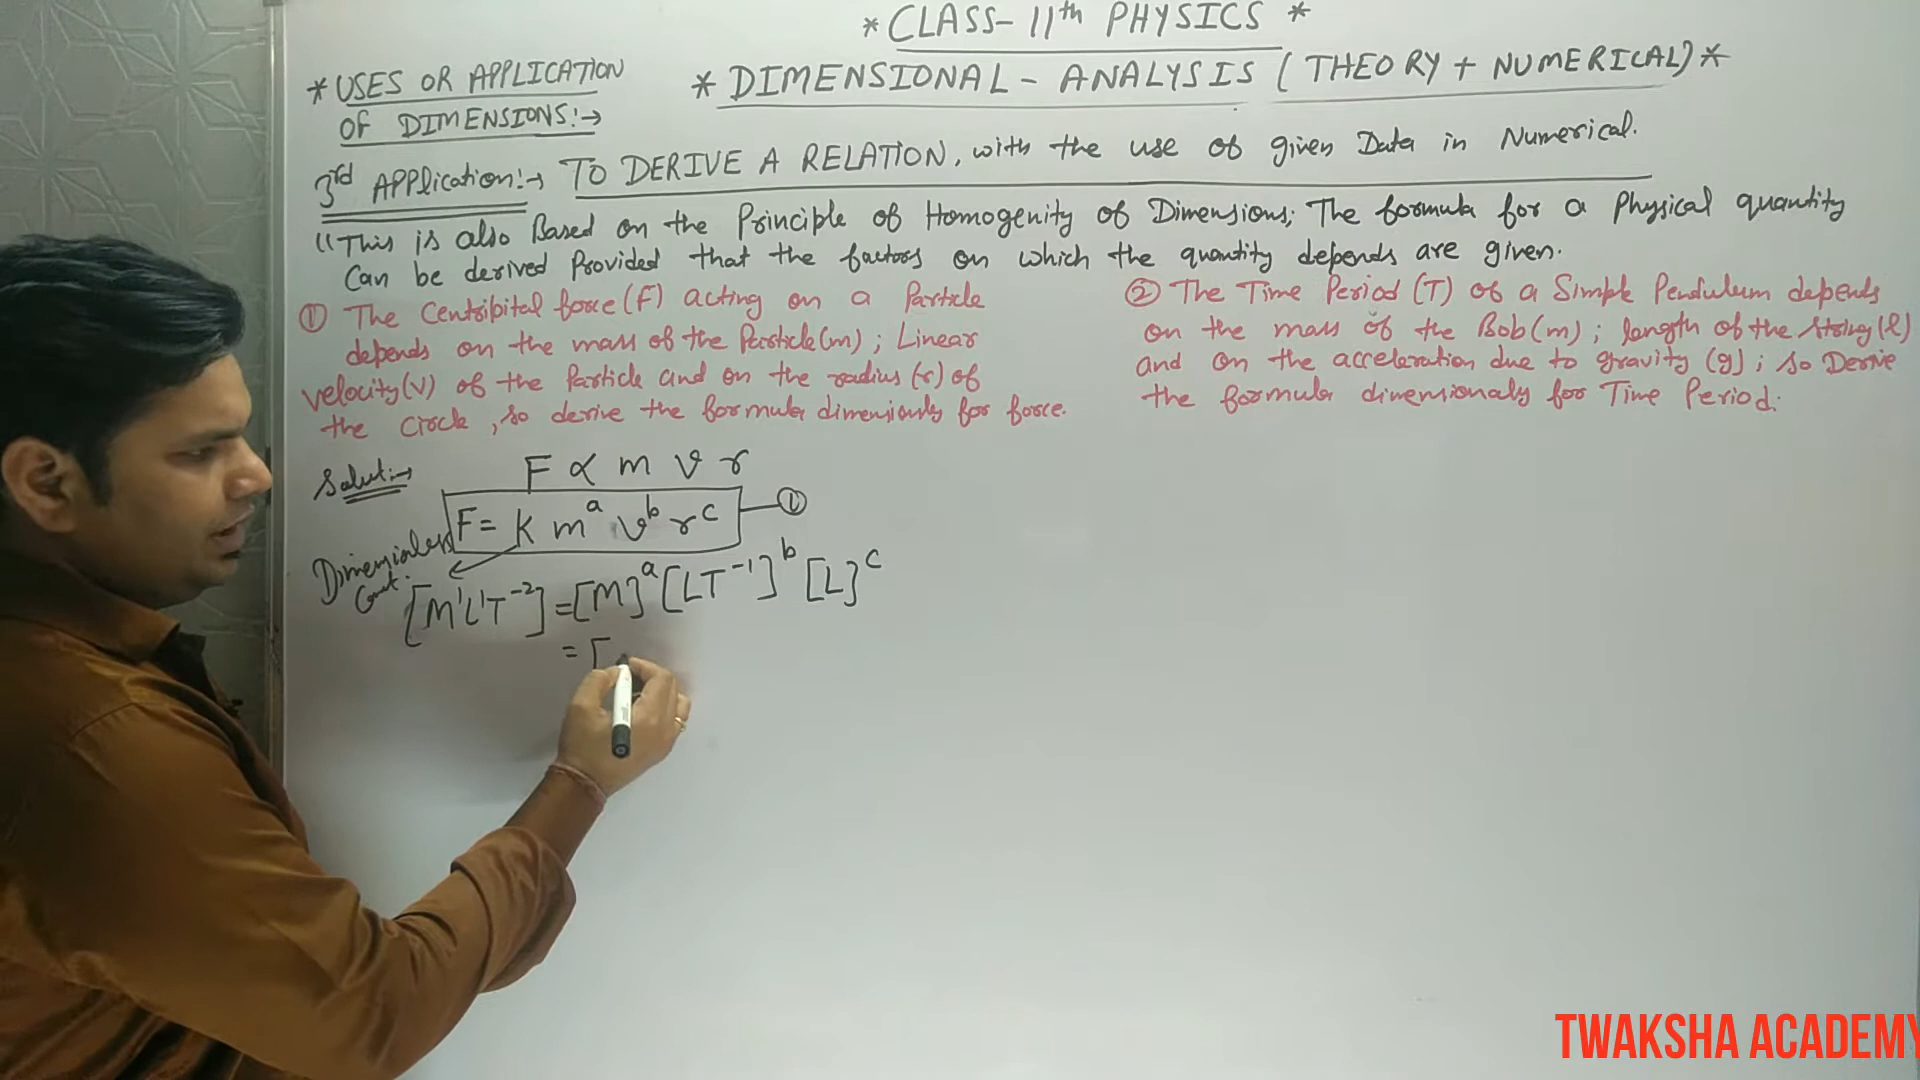 * CLASS- 11th PHYSICS *
* DIMENSIONAL - ANALYSIS ( THEORY + NUMERICAL) *
* USES OR APPLICATION
OF DIMENSIONS:→
3rd APPlication:→ TO DERIVE A RELATION, with the use of given Data in Numerical.
"This is also Based on the Principle of Homogenity of Dimensions; The formula for a Physical quantity
Can be derived Provided that the factors on which the quantity depends are given.
① The Centripital force (F) acting on a Particle
depends on the mass of the Particle(m) ; Linear
velocity(v) of the Particle and on the radius (r) of
the Circle, so derive the formula dimensionly for force.
② The Time Period (T) of a Simple Pendulum depends
on the mass of the Bob(m) ; length of the string (l)
and on the acceleration due to gravity (g) ; so Derive
the formula dimensionaly for Time Period.
Solut:→
F ∝ m v r
F = K m^a v^b r^c — ①
Dimensionless
Const.
[M¹L¹T⁻²] = [M]^a [LT⁻¹]^b [L]^c
= [
TWAKSHA ACADEMY